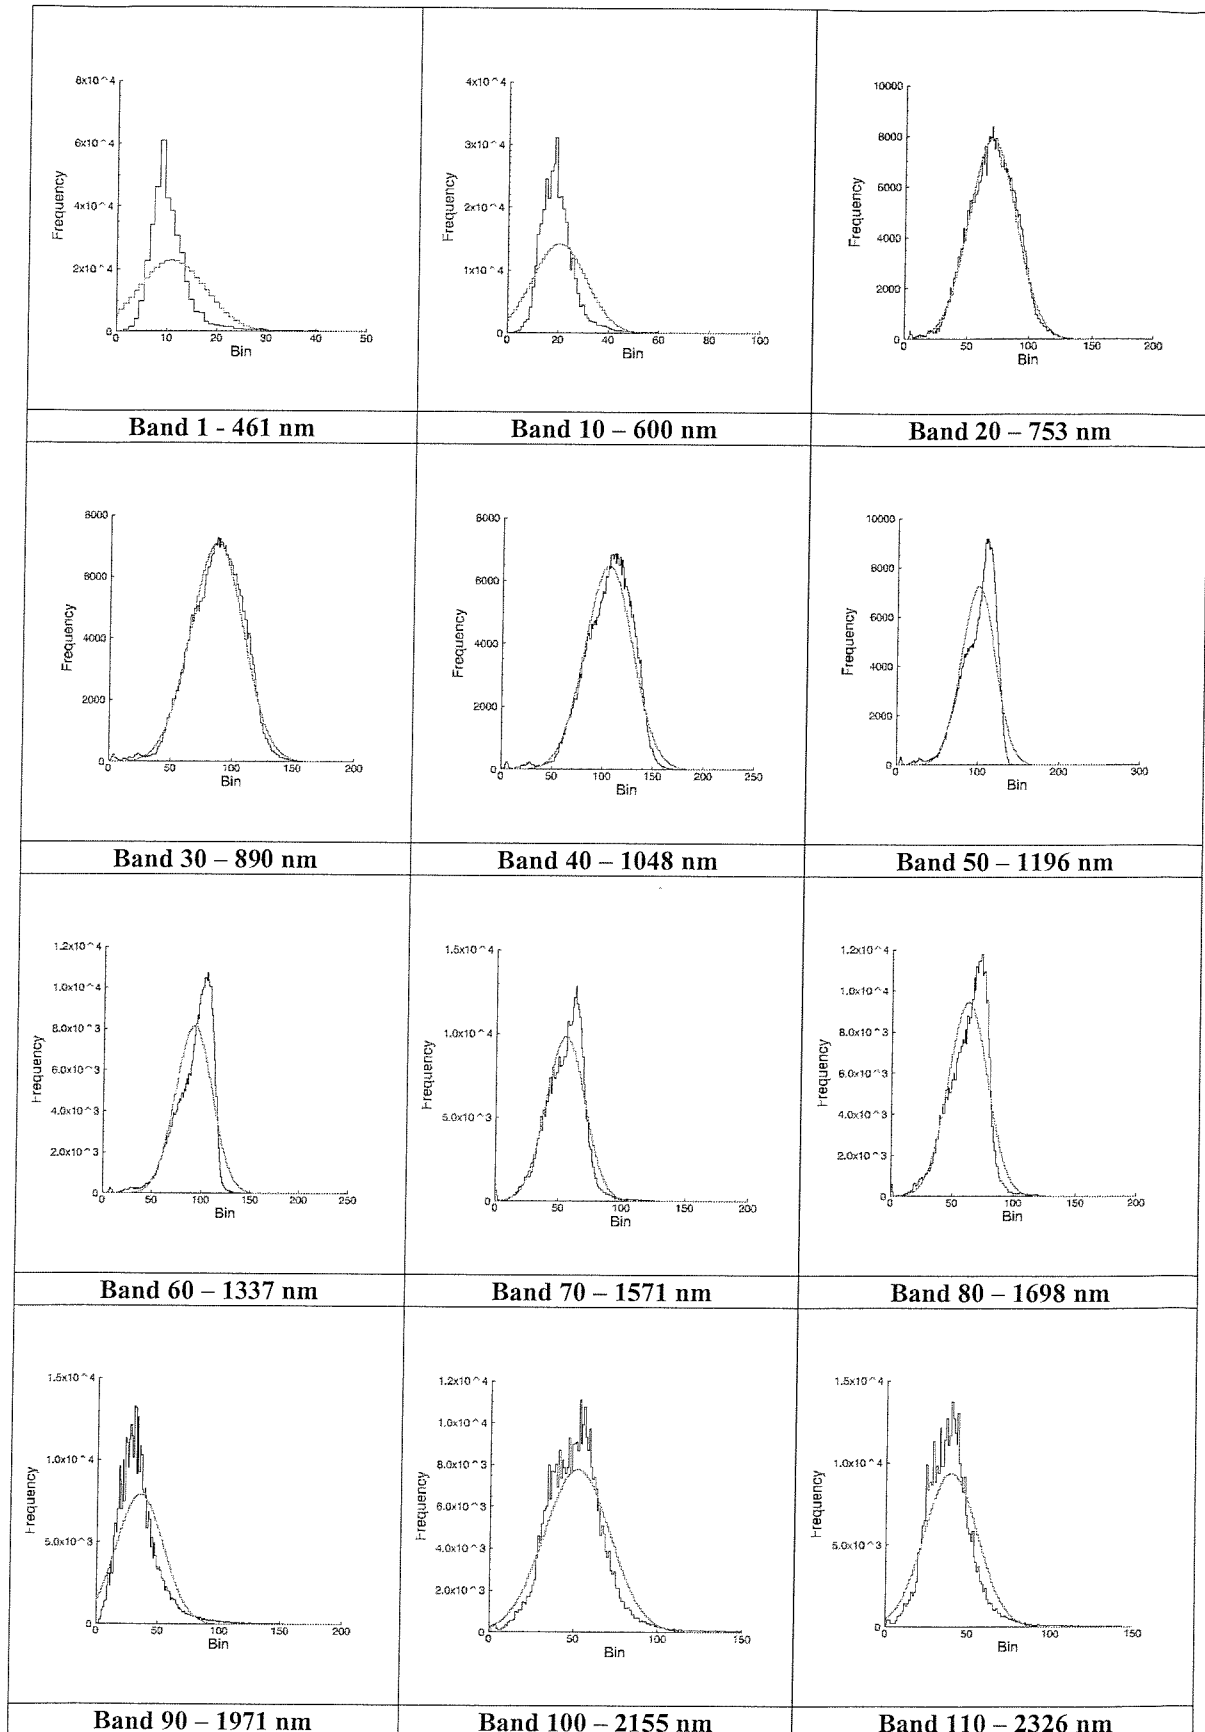 8x10^4
6x10^4
4x10^4
2x10^4
0
Frequency
0 10 20 30 40 50
Bin
Band 1 - 461 nm
4x10^4
3x10^4
2x10^4
1x10^4
0
Frequency
0 20 40 60 80 100
Bin
Band 10 – 600 nm
10000
8000
6000
4000
2000
0
Frequency
0 50 100 150 200
Bin
Band 20 – 753 nm
8000
6000
4000
2000
0
Frequency
0 50 100 150 200
Bin
Band 30 – 890 nm
8000
6000
4000
2000
0
Frequency
0 50 100 150 200 250
Bin
Band 40 – 1048 nm
10000
8000
6000
4000
2000
0
Frequency
0 100 200 300
Bin
Band 50 – 1196 nm
1.2x10^4
1.0x10^4
8.0x10^3
6.0x10^3
4.0x10^3
2.0x10^3
0
Frequency
0 50 100 150 200 250
Bin
Band 60 – 1337 nm
1.5x10^4
1.0x10^4
5.0x10^3
0
Frequency
0 50 100 150 200
Bin
Band 70 – 1571 nm
1.2x10^4
1.0x10^4
8.0x10^3
6.0x10^3
4.0x10^3
2.0x10^3
0
Frequency
0 50 100 150 200
Bin
Band 80 – 1698 nm
1.5x10^4
1.0x10^4
5.0x10^3
0
Frequency
0 50 100 150 200
Bin
Band 90 – 1971 nm
1.2x10^4
1.0x10^4
8.0x10^3
6.0x10^3
4.0x10^3
2.0x10^3
0
Frequency
0 50 100 150
Bin
Band 100 – 2155 nm
1.5x10^4
1.0x10^4
5.0x10^3
0
Frequency
0 50 100 150
Bin
Band 110 – 2326 nm